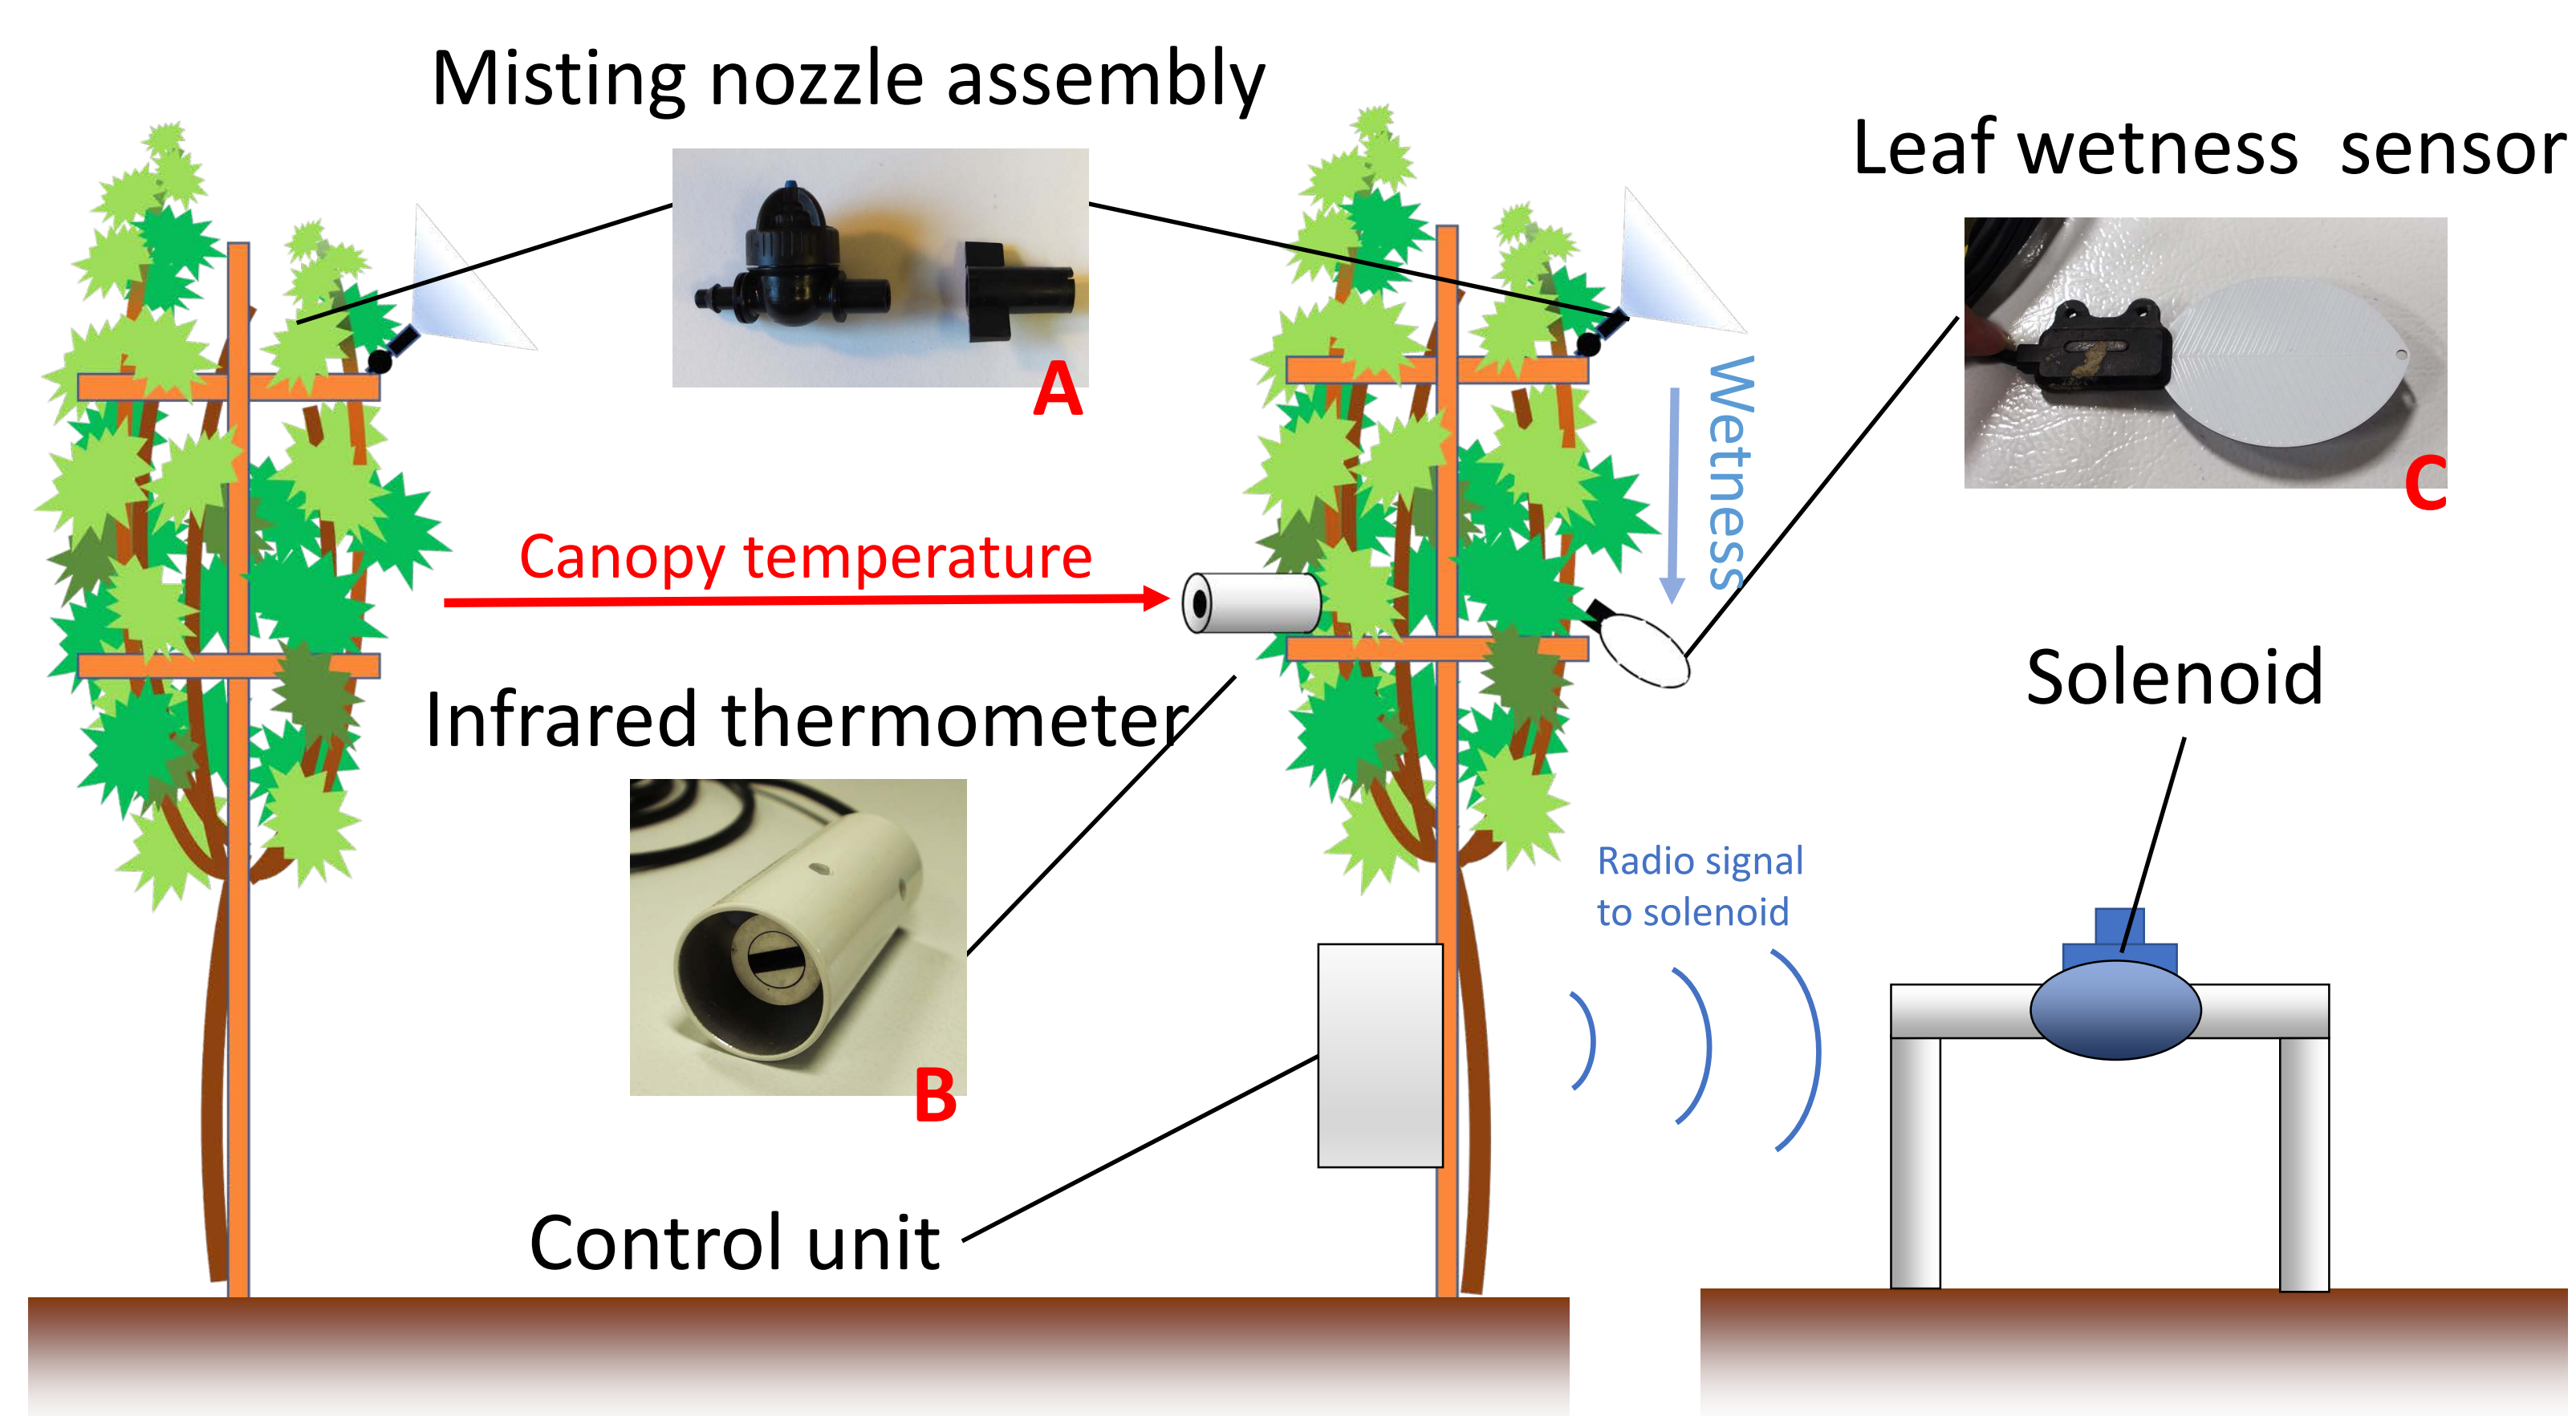 Misting nozzle assembly
A
Leaf wetness sensor
C
Wetness
Canopy temperature
Infrared thermometer
B
Solenoid
Radio signal
to solenoid
Control unit